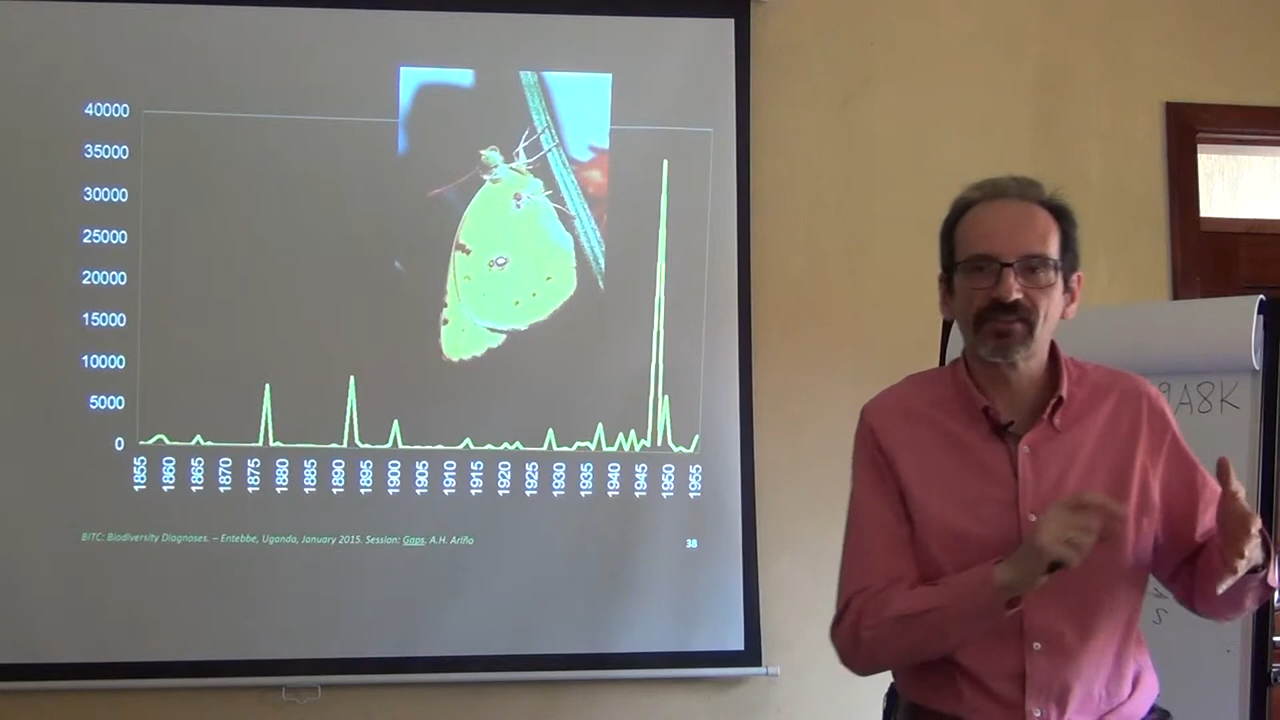 40000
35000
30000
25000
20000
15000
10000
5000
0
1855 1860 1865 1870 1875 1880 1885 1890 1895 1900 1905 1910 1915 1920 1925 1930 1935 1940 1945 1950 1955
BITC: Biodiversity Diagnoses. – Entebbe, Uganda, January 2015. Session: Gaps. A.H. Ariño
38
9A8K
S